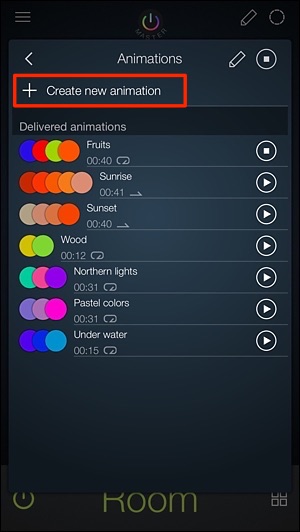 MASTER
Animations
+ Create new animation
Delivered animations
Fruits
00:40
Sunrise
00:41
Sunset
00:40
Wood
00:12
Northern lights
00:31
Pastel colors
00:31
Under water
00:15
Room